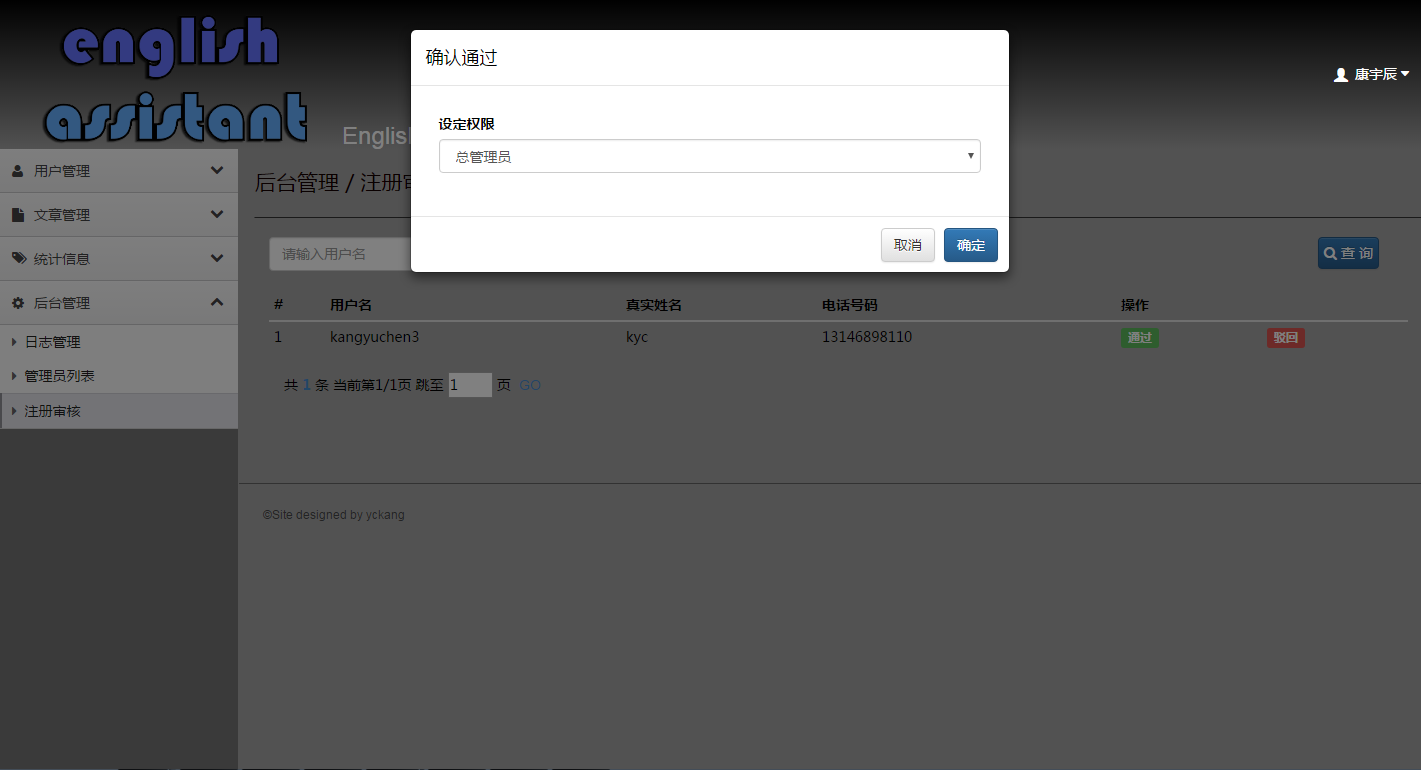 english
assistant
English
康宇辰
确认通过
设定权限
总管理员
取消
确定
用户管理
文章管理
统计信息
后台管理
日志管理
管理员列表
注册审核
后台管理 / 注册审
请输入用户名
查 询
# 用户名 真实姓名 电话号码 操作
1 kangyuchen3 kyc 13146898110 通过 驳回
共 1 条 当前第1/1页 跳至 1 页 GO
©Site designed by yckang